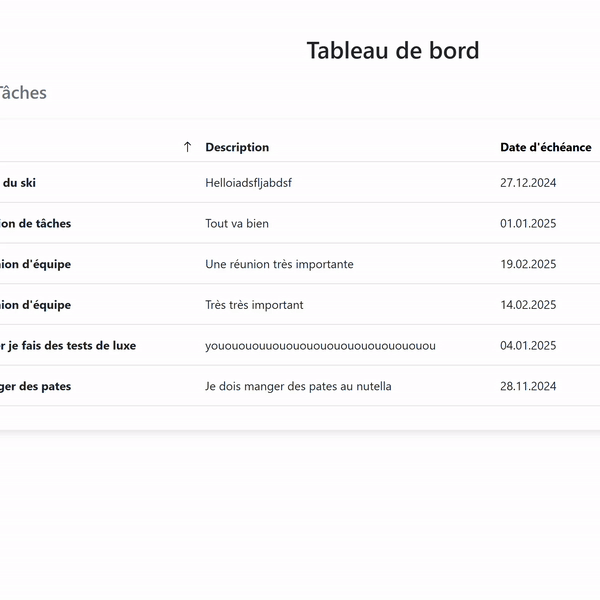 Tableau de bord
Tâches
↑ Description Date d'échéance
du ski Helloiadsfljabdsf 27.12.2024
ion de tâches Tout va bien 01.01.2025
ion d'équipe Une réunion très importante 19.02.2025
ion d'équipe Très très important 14.02.2025
r je fais des tests de luxe yououououuouououououououououououou 04.01.2025
ger des pates Je dois manger des pates au nutella 28.11.2024